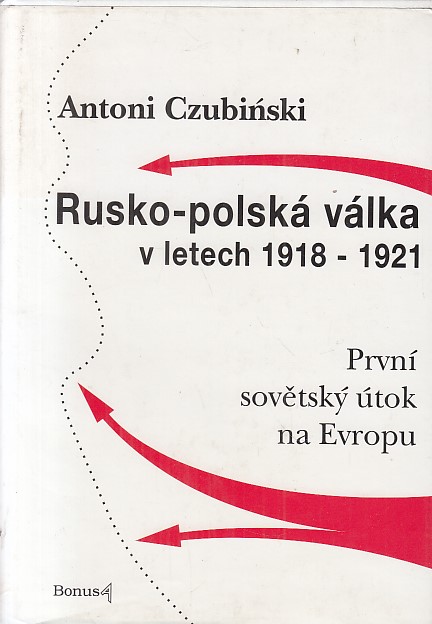 Antoni Czubiński
Rusko-polská válka
v letech 1918 - 1921
První
sovětský útok
na Evropu
Bonus A